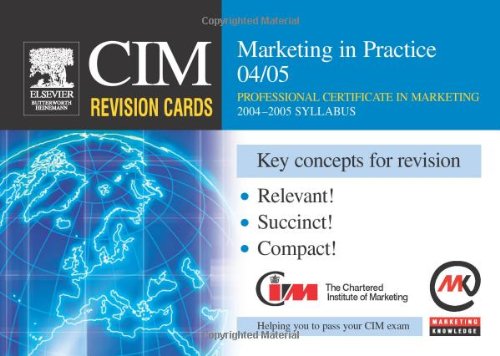 Copyrighted Material
ELSEVIER
BUTTERWORTH
HEINEMANN
CIM
REVISION CARDS
Marketing in Practice
04/05
PROFESSIONAL CERTIFICATE IN MARKETING
2004–2005 SYLLABUS
Key concepts for revision
• Relevant!
• Succinct!
• Compact!
CIM
The Chartered
Institute of Marketing
MK
MARKETING
KNOWLEDGE
Helping you to pass your CIM exam
Copyrighted Material